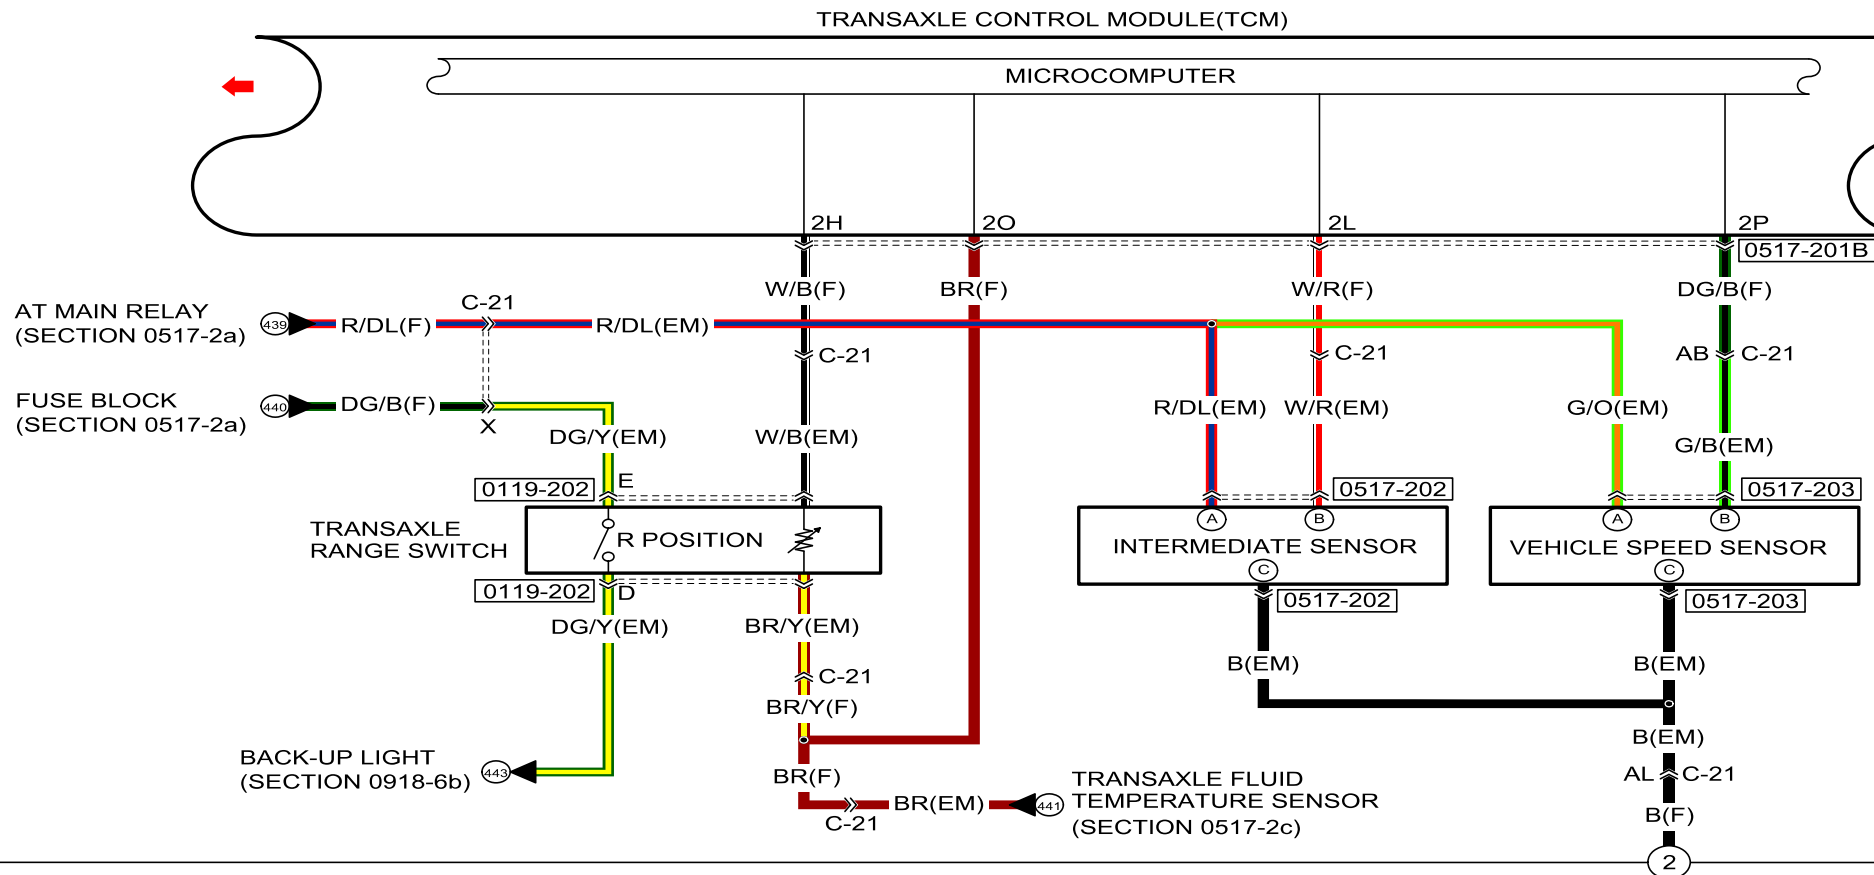 TRANSAXLE CONTROL MODULE(TCM)
MICROCOMPUTER
2H
2O
2L
2P
0517-201B
W/B(F)
BR(F)
W/R(F)
DG/B(F)
AT MAIN RELAY
(SECTION 0517-2a)
439
R/DL(F)
C-21
R/DL(EM)
C-21
C-21
AB
C-21
FUSE BLOCK
(SECTION 0517-2a)
440
DG/B(F)
X
DG/Y(EM)
W/B(EM)
R/DL(EM)
W/R(EM)
G/O(EM)
G/B(EM)
0119-202
E
0517-202
0517-203
TRANSAXLE
RANGE SWITCH
R POSITION
A
B
INTERMEDIATE SENSOR
C
A
B
VEHICLE SPEED SENSOR
C
0119-202
D
0517-202
0517-203
DG/Y(EM)
BR/Y(EM)
B(EM)
B(EM)
C-21
BR/Y(F)
B(EM)
BACK-UP LIGHT
(SECTION 0918-6b)
443
BR(F)
BR(EM)
C-21
441
TRANSAXLE FLUID
TEMPERATURE SENSOR
(SECTION 0517-2c)
AL
C-21
B(F)
2